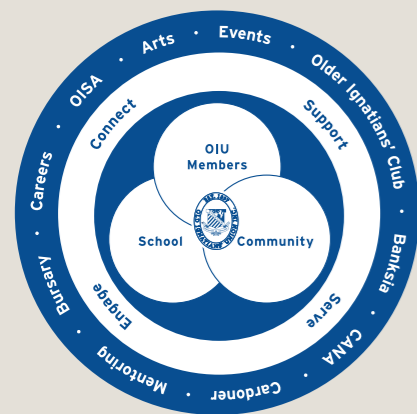 Arts · Events · Older Ignatians' Club · Banksia · CANA · Cardoner · Mentoring · Bursary · Careers · OISA ·
Connect
Support
Serve
Engage
OIU
Members
School
Community